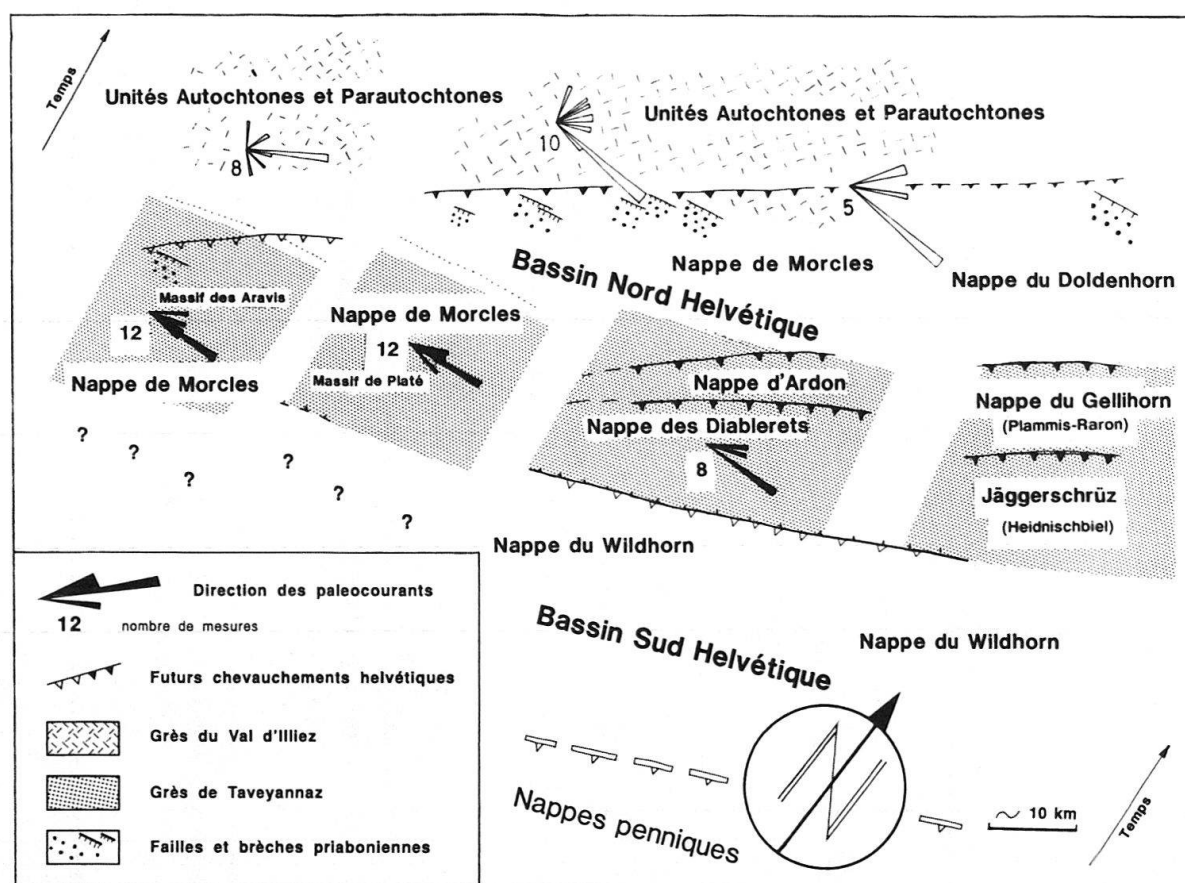 Temps
Unités Autochtones et Parautochtones
8
10
Unités Autochtones et Parautochtones
5
Bassin Nord Helvétique
Nappe de Morcles
Nappe du Doldenhorn
Massif des Aravis
12
Nappe de Morcles
Nappe de Morcles
12
Massif de Platé
Nappe d'Ardon
Nappe des Diablerets
8
Nappe du Gellihorn
(Plammis-Raron)
Jäggerschrüz
(Heidnischbiel)
?
?
?
?
?
?
Nappe du Wildhorn
Bassin Sud Helvétique
Nappe du Wildhorn
Nappes penniques
N
~ 10 km
Temps
Direction des paleocourants
12 nombre de mesures
Futurs chevauchements helvétiques
Grès du Val d'Illiez
Grès de Taveyannaz
Failles et brèches priaboniennes